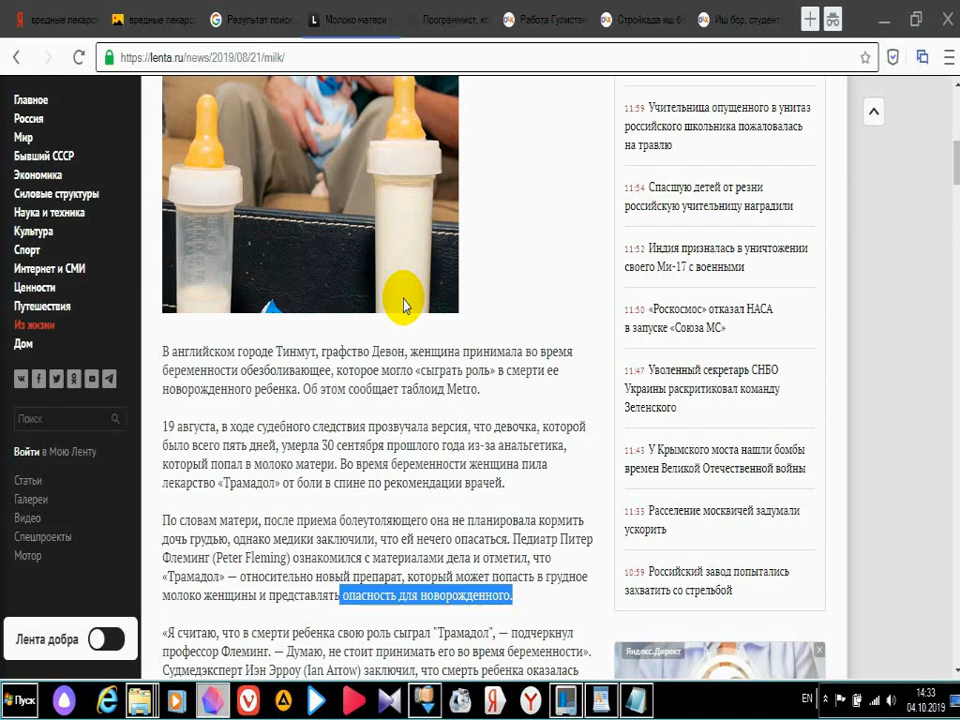 вредные лекарс
вредные лекарст
Результат поиск
Молоко матери
Программист, ко
Работа Гулистан
Стройкада иш б
Иш бор, студент
https://lenta.ru/news/2019/08/21/milk/
Главное
Россия
Мир
Бывший СССР
Экономика
Силовые структуры
Наука и техника
Культура
Спорт
Интернет и СМИ
Ценности
Путешествия
Из жизни
Дом
Поиск
Войти в Мою Ленту
Статьи
Галереи
Видео
Спецпроекты
Мотор
Лента добра
В английском городе Тинмут, графство Девон, женщина принимала во время
беременности обезболивающее, которое могло «сыграть роль» в смерти ее
новорожденного ребенка. Об этом сообщает таблоид Metro.
19 августа, в ходе судебного следствия прозвучала версия, что девочка, которой
было всего пять дней, умерла 30 сентября прошлого года из-за анальгетика,
который попал в молоко матери. Во время беременности женщина пила
лекарство «Трамадол» от боли в спине по рекомендации врачей.
По словам матери, после приема болеутоляющего она не планировала кормить
дочь грудью, однако медики заключили, что ей нечего опасаться. Педиатр Питер
Флеминг (Peter Fleming) ознакомился с материалами дела и отметил, что
«Трамадол» — относительно новый препарат, который может попасть в грудное
молоко женщины и представлять опасность для новорожденного.
«Я считаю, что в смерти ребенка свою роль сыграл "Трамадол", — подчеркнул
профессор Флеминг. — Думаю, не стоит принимать его во время беременности».
Судмедэксперт Иэн Эрроу (Ian Arrow) заключил, что смерть ребенка оказалась
11:59 Учительница опущенного в унитаз
российского школьника пожаловалась
на травлю
11:54 Спасшую детей от резни
российскую учительницу наградили
11:52 Индия призналась в уничтожении
своего Ми-17 с военными
11:50 «Роскосмос» отказал НАСА
в запуске «Союза МС»
11:47 Уволенный секретарь СНБО
Украины раскритиковал команду
Зеленского
11:43 У Крымского моста нашли бомбы
времен Великой Отечественной войны
11:33 Расселение москвичей задумали
ускорить
10:59 Российский завод попытались
захватить со стрельбой
Яндекс.Директ
Пуск
EN
14:33
04.10.2019